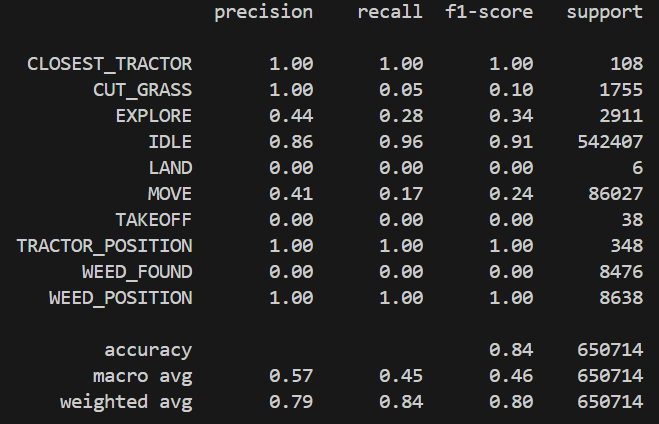 precision recall f1-score support
CLOSEST_TRACTOR 1.00 1.00 1.00 108
CUT_GRASS 1.00 0.05 0.10 1755
EXPLORE 0.44 0.28 0.34 2911
IDLE 0.86 0.96 0.91 542407
LAND 0.00 0.00 0.00 6
MOVE 0.41 0.17 0.24 86027
TAKEOFF 0.00 0.00 0.00 38
TRACTOR_POSITION 1.00 1.00 1.00 348
WEED_FOUND 0.00 0.00 0.00 8476
WEED_POSITION 1.00 1.00 1.00 8638
accuracy 0.84 650714
macro avg 0.57 0.45 0.46 650714
weighted avg 0.79 0.84 0.80 650714